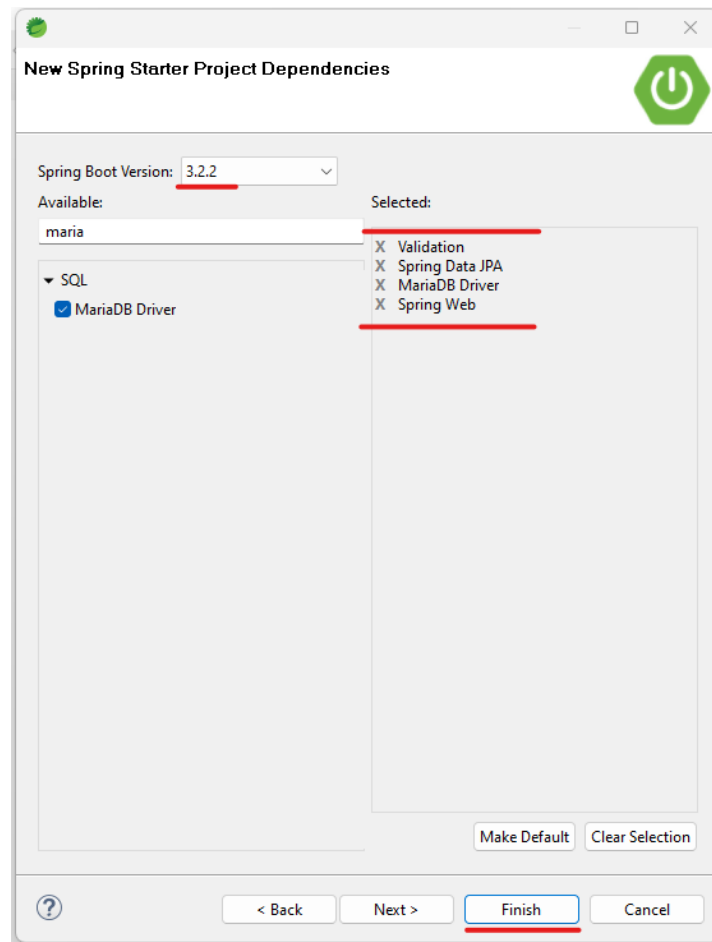 New Spring Starter Project Dependencies
Spring Boot Version: 3.2.2
Available:
Selected:
maria
SQL
MariaDB Driver
X Validation
X Spring Data JPA
X MariaDB Driver
X Spring Web
Make Default
Clear Selection
?
< Back
Next >
Finish
Cancel